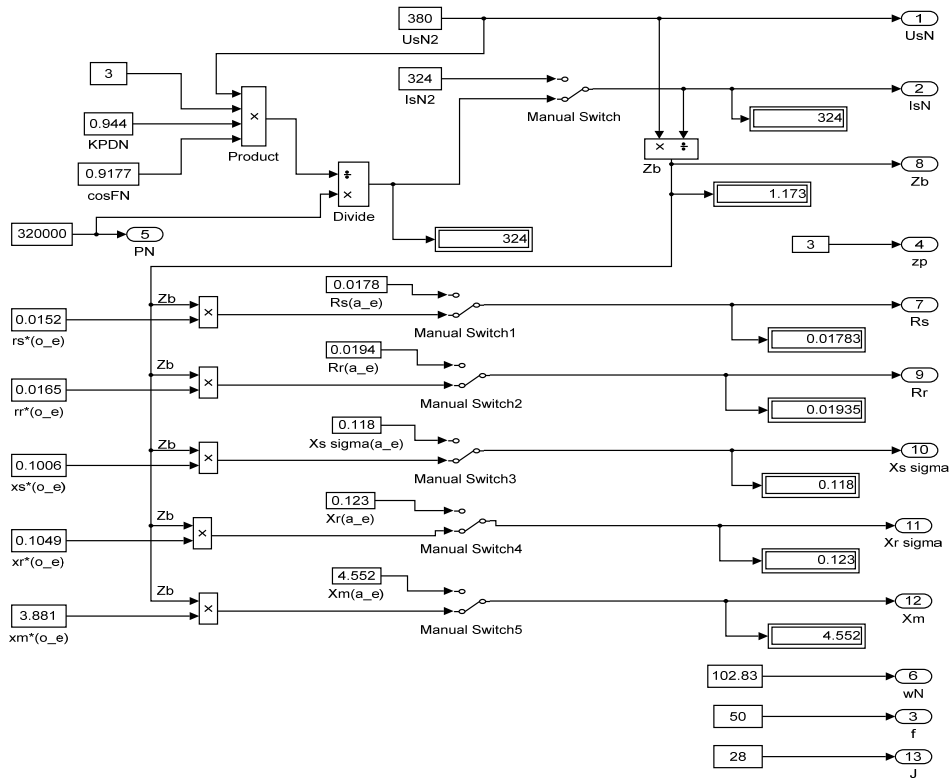 380
UsN2
1
UsN
3
324
IsN2
2
IsN
Manual Switch
324
0.944
KPDN
×
Product
0.9177
cosFN
× ÷
Zb
8
Zb
÷
×
Divide
1.173
320000
5
PN
324
3
4
zp
0.0178
Rs(a_e)
Zb
×
0.0152
rs*(o_e)
Manual Switch1
7
Rs
0.01783
0.0194
Rr(a_e)
Zb
×
0.0165
rr*(o_e)
Manual Switch2
9
Rr
0.01935
0.118
Xs sigma(a_e)
Zb
×
0.1006
xs*(o_e)
Manual Switch3
10
Xs sigma
0.118
0.123
Xr(a_e)
Zb
×
0.1049
xr*(o_e)
Manual Switch4
11
Xr sigma
0.123
4.552
Xm(a_e)
Zb
×
3.881
xm*(o_e)
Manual Switch5
12
Xm
4.552
102.83
6
wN
50
3
f
28
13
J